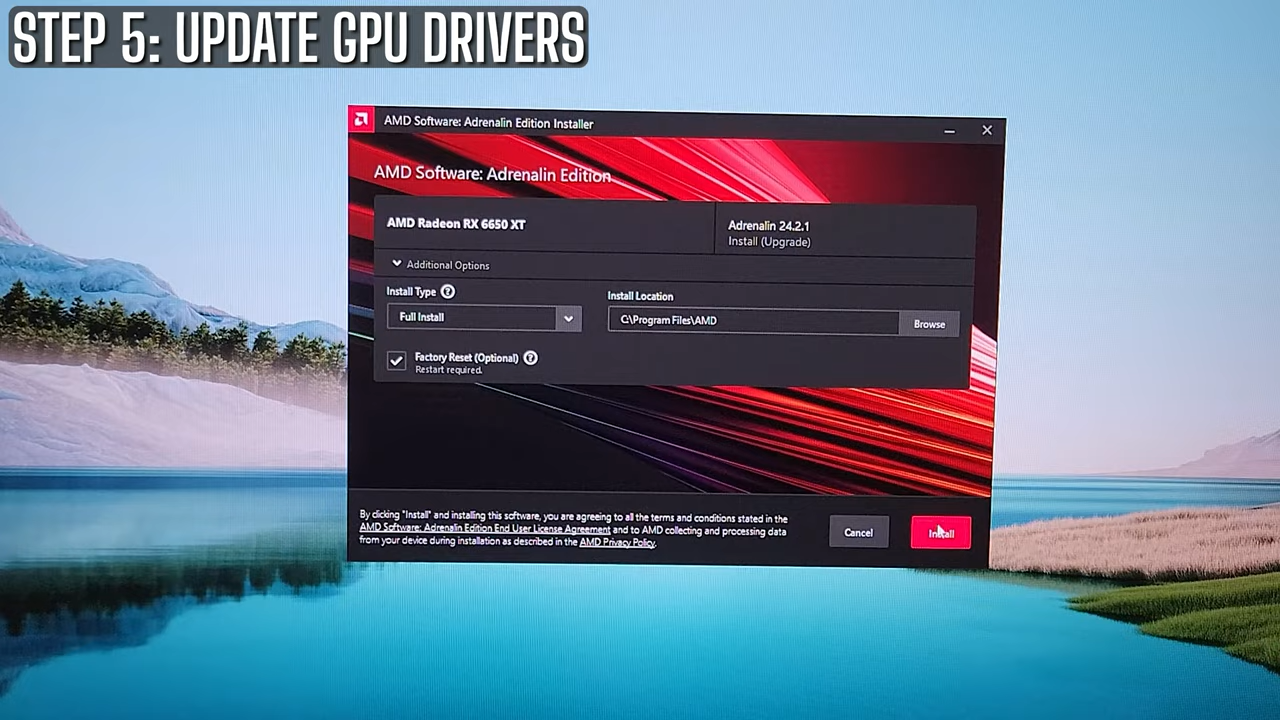 STEP 5: UPDATE GPU DRIVERS
AMD Software: Adrenalin Edition Installer
AMD Software: Adrenalin Edition
AMD Radeon RX 6650 XT
Adrenalin 24.2.1
Install (Upgrade)
Additional Options
Install Type
Install Location
Full Install
C:\Program Files\AMD
Browse
Factory Reset (Optional)
Restart required.
By clicking "Install" and installing this software, you are agreeing to all the terms and conditions stated in the
AMD Software: Adrenalin Edition End User License Agreement and to AMD collecting and processing data
from your device during installation as described in the AMD Privacy Policy.
Cancel
Install